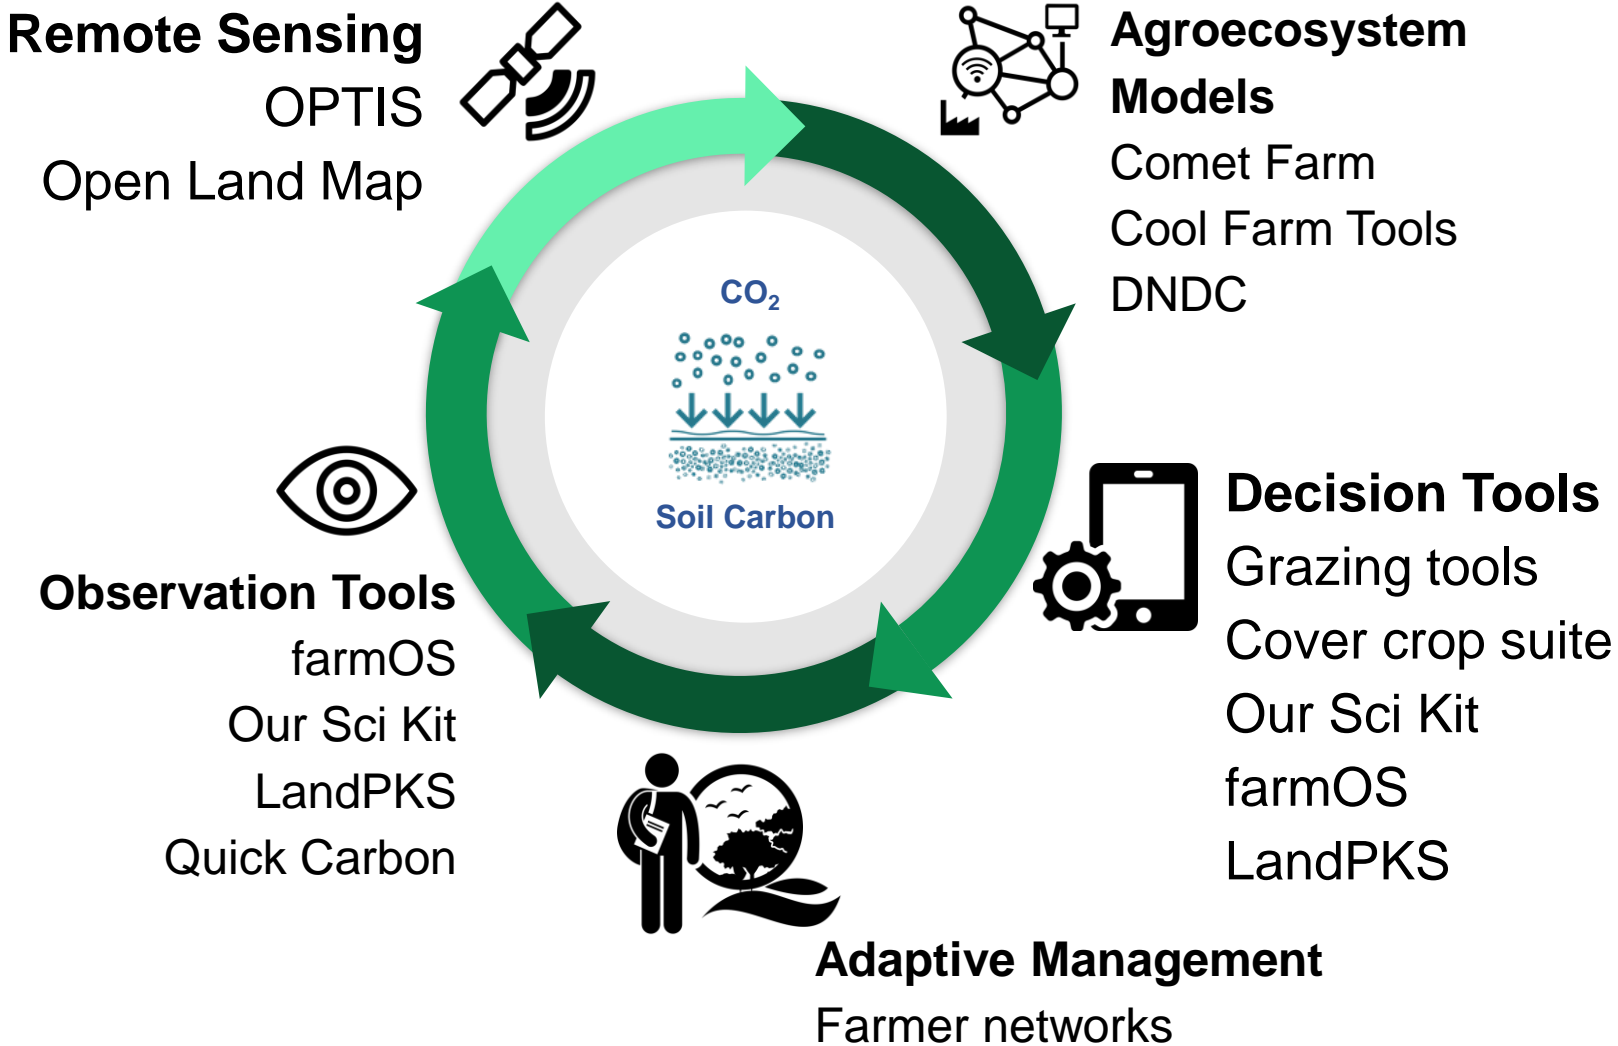 Remote Sensing
OPTIS
Open Land Map
Agroecosystem
Models
Comet Farm
Cool Farm Tools
DNDC
CO₂
Soil Carbon
Decision Tools
Grazing tools
Cover crop suite
Our Sci Kit
farmOS
LandPKS
Observation Tools
farmOS
Our Sci Kit
LandPKS
Quick Carbon
Adaptive Management
Farmer networks